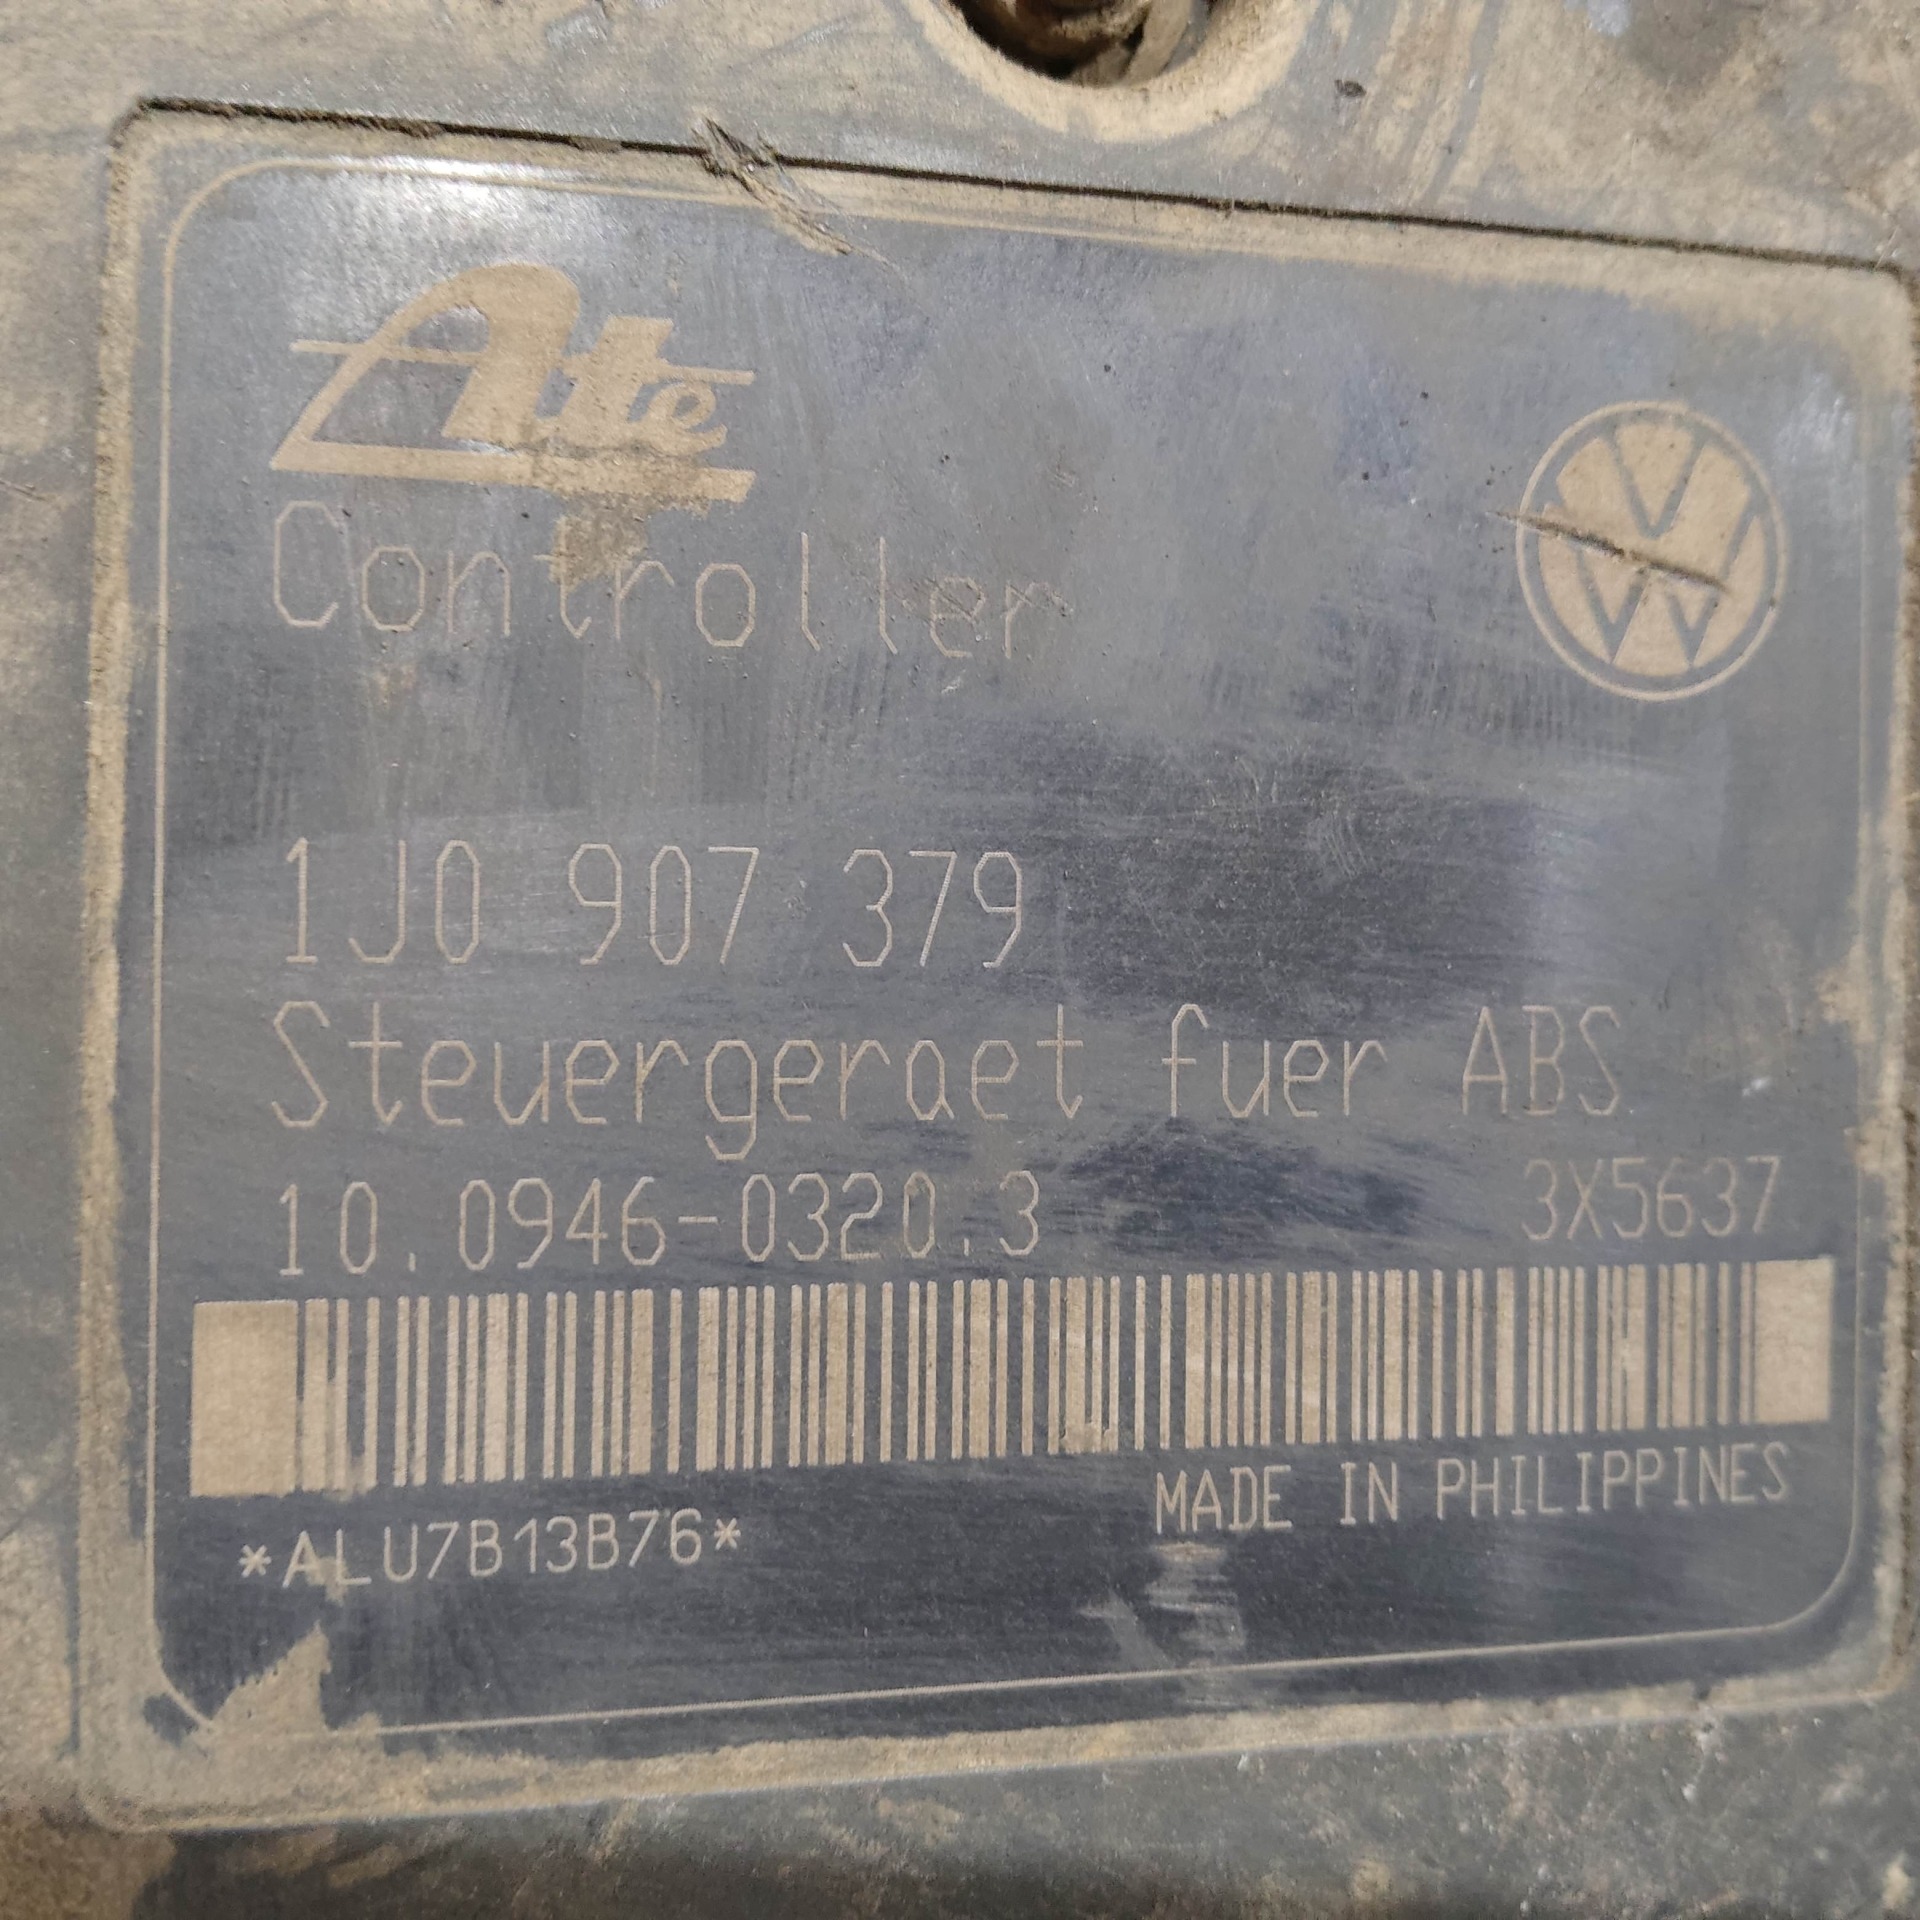 Ate
Controller
1J0 907 379
Steuergeraet fuer ABS
10.0946-0320.3 3X5637
MADE IN PHILIPPINES
*ALU7B13B76*